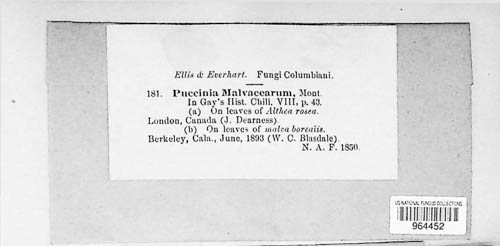 Ellis & Everhart. Fungi Columbiani.
181. Puccinia Malvacearum, Mont.
In Gay's Hist. Chili, VIII, p. 43.
(a) On leaves of Althea rosea.
London, Canada (J. Dearness)
(b) On leaves of malva borealis.
Berkeley, Cala., June, 1893 (W. C. Blasdale).
N. A. F. 1850.
US NATIONAL FUNGUS COLLECTIONS
964452